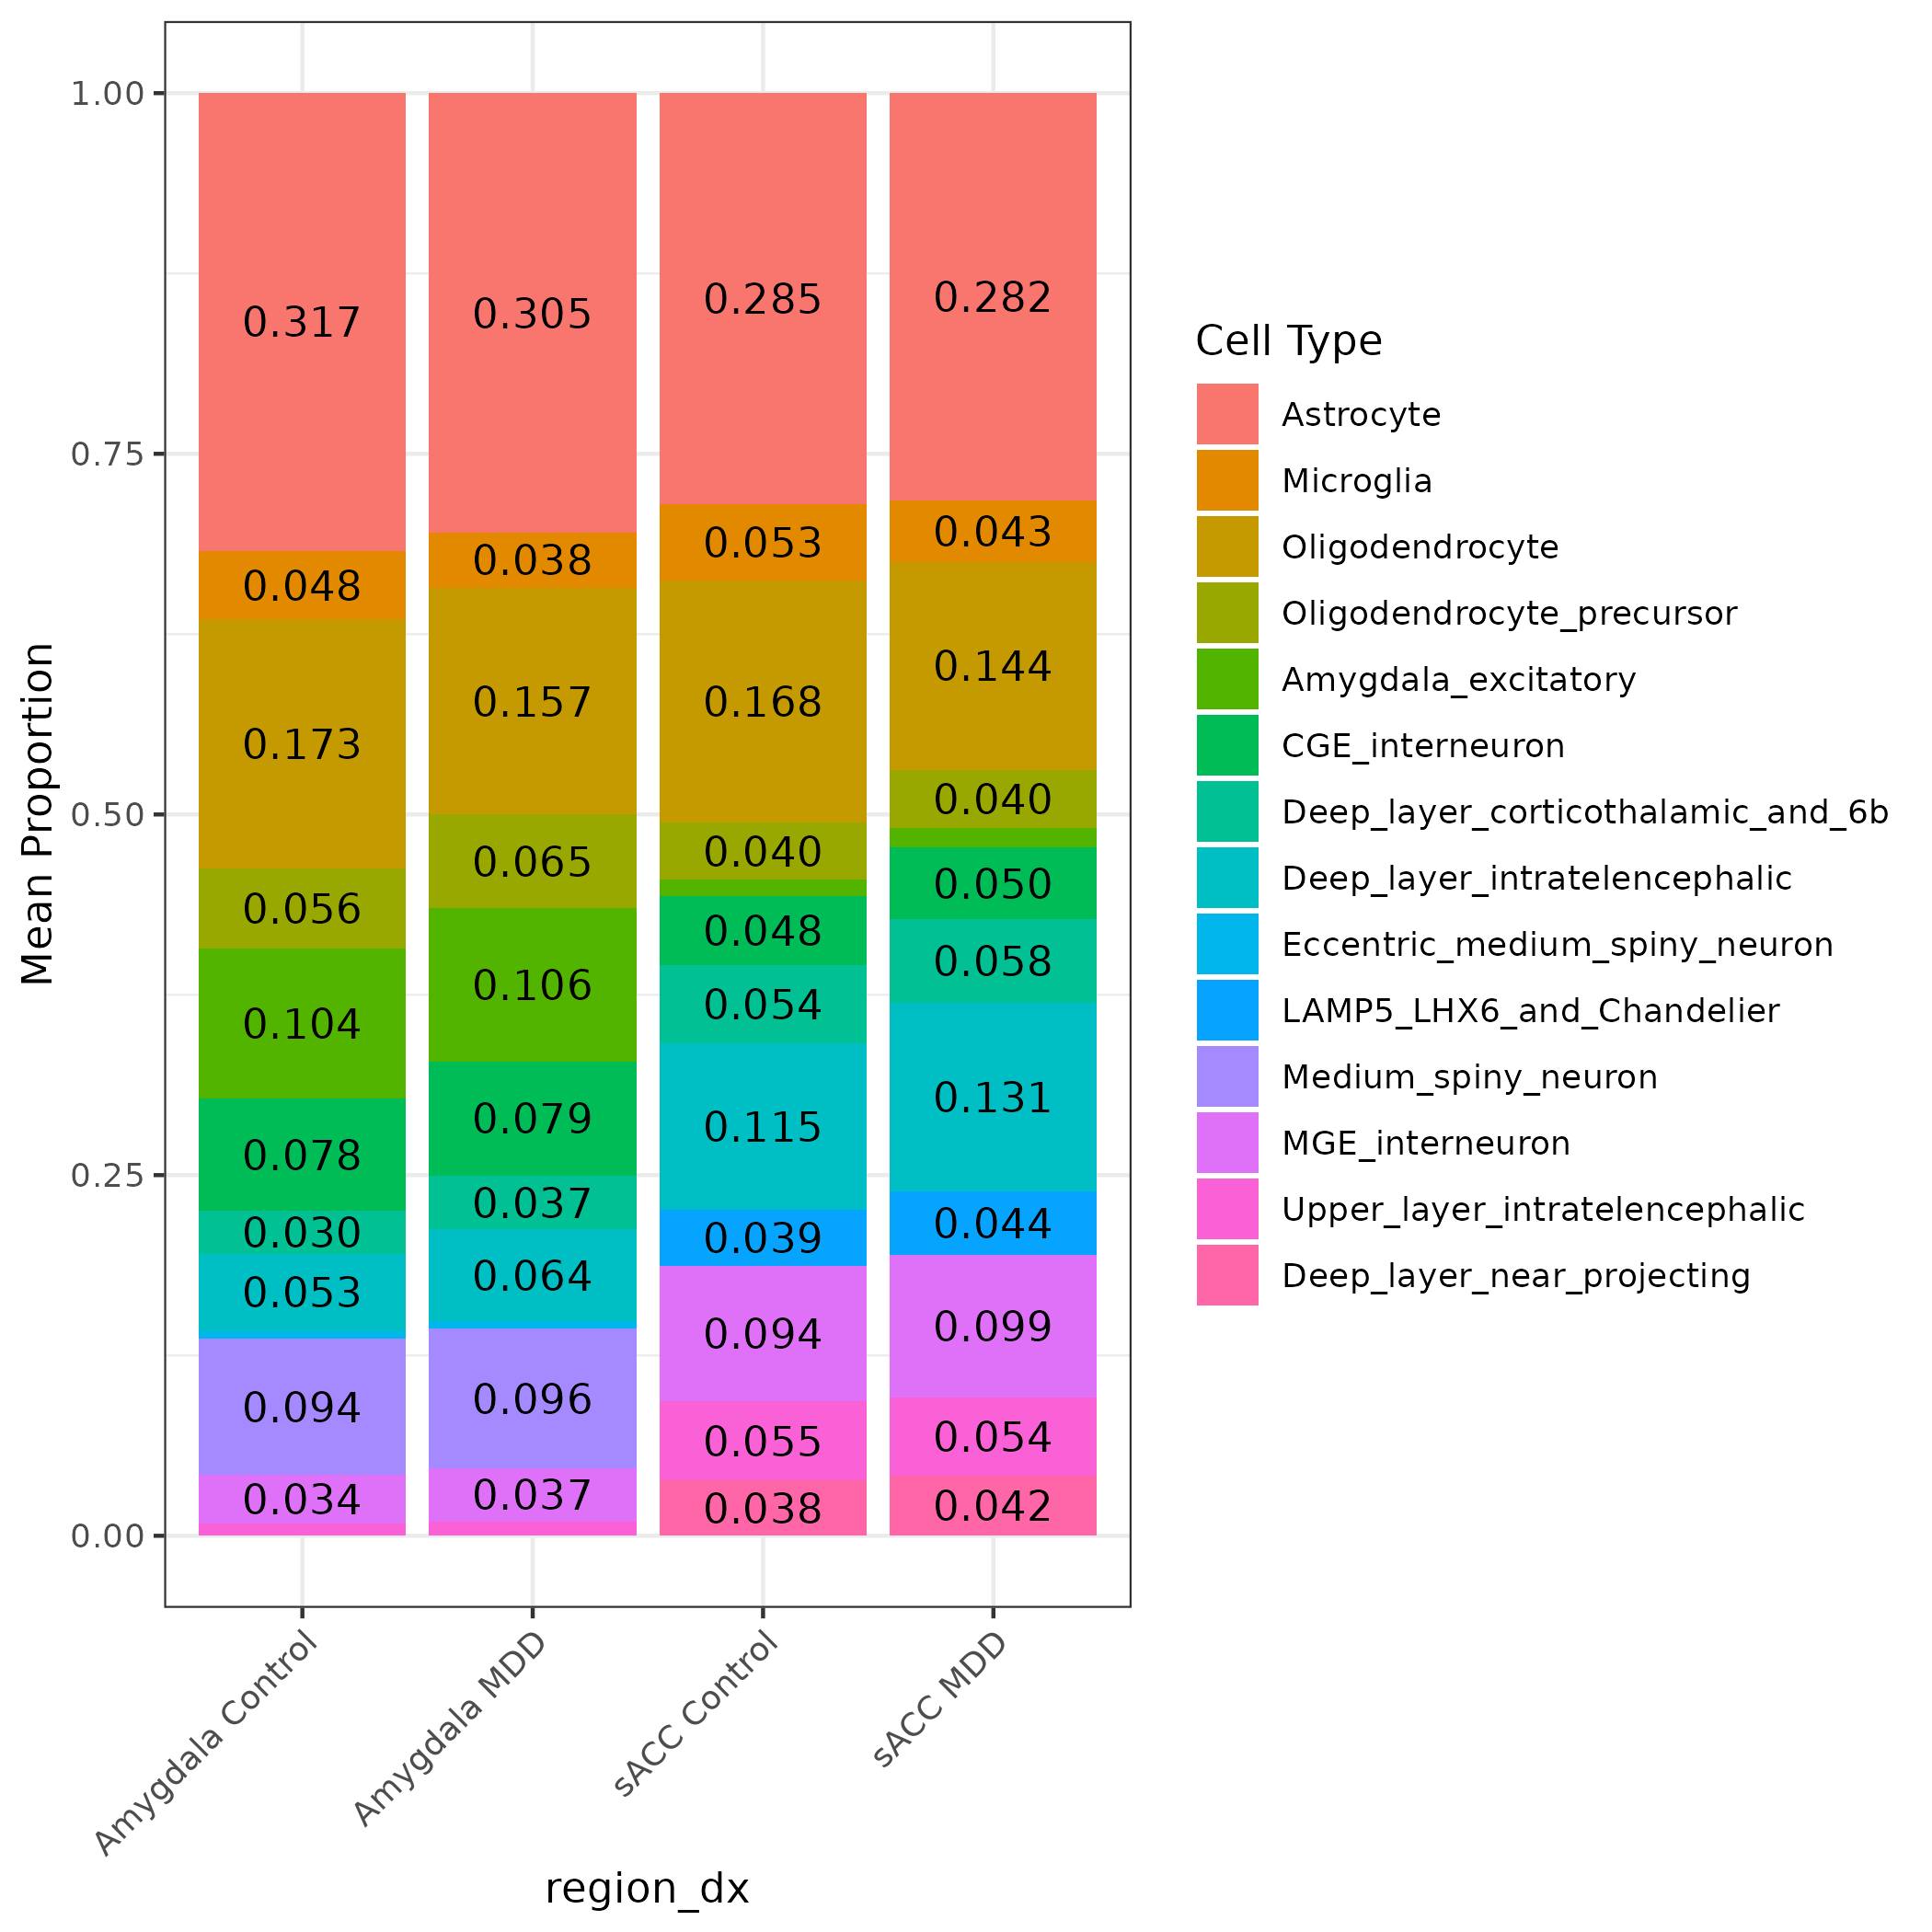 1.00
0.75
0.50
0.25
0.00
Mean Proportion
0.317
0.048
0.173
0.056
0.104
0.078
0.030
0.053
0.094
0.034
0.305
0.038
0.157
0.065
0.106
0.079
0.037
0.064
0.096
0.037
0.285
0.053
0.168
0.040
0.048
0.054
0.115
0.039
0.094
0.055
0.038
0.282
0.043
0.144
0.040
0.050
0.058
0.131
0.044
0.099
0.054
0.042
Amygdala Control
Amygdala MDD
sACC Control
sACC MDD
region_dx
Cell Type
Astrocyte
Microglia
Oligodendrocyte
Oligodendrocyte_precursor
Amygdala_excitatory
CGE_interneuron
Deep_layer_corticothalamic_and_6b
Deep_layer_intratelencephalic
Eccentric_medium_spiny_neuron
LAMP5_LHX6_and_Chandelier
Medium_spiny_neuron
MGE_interneuron
Upper_layer_intratelencephalic
Deep_layer_near_projecting